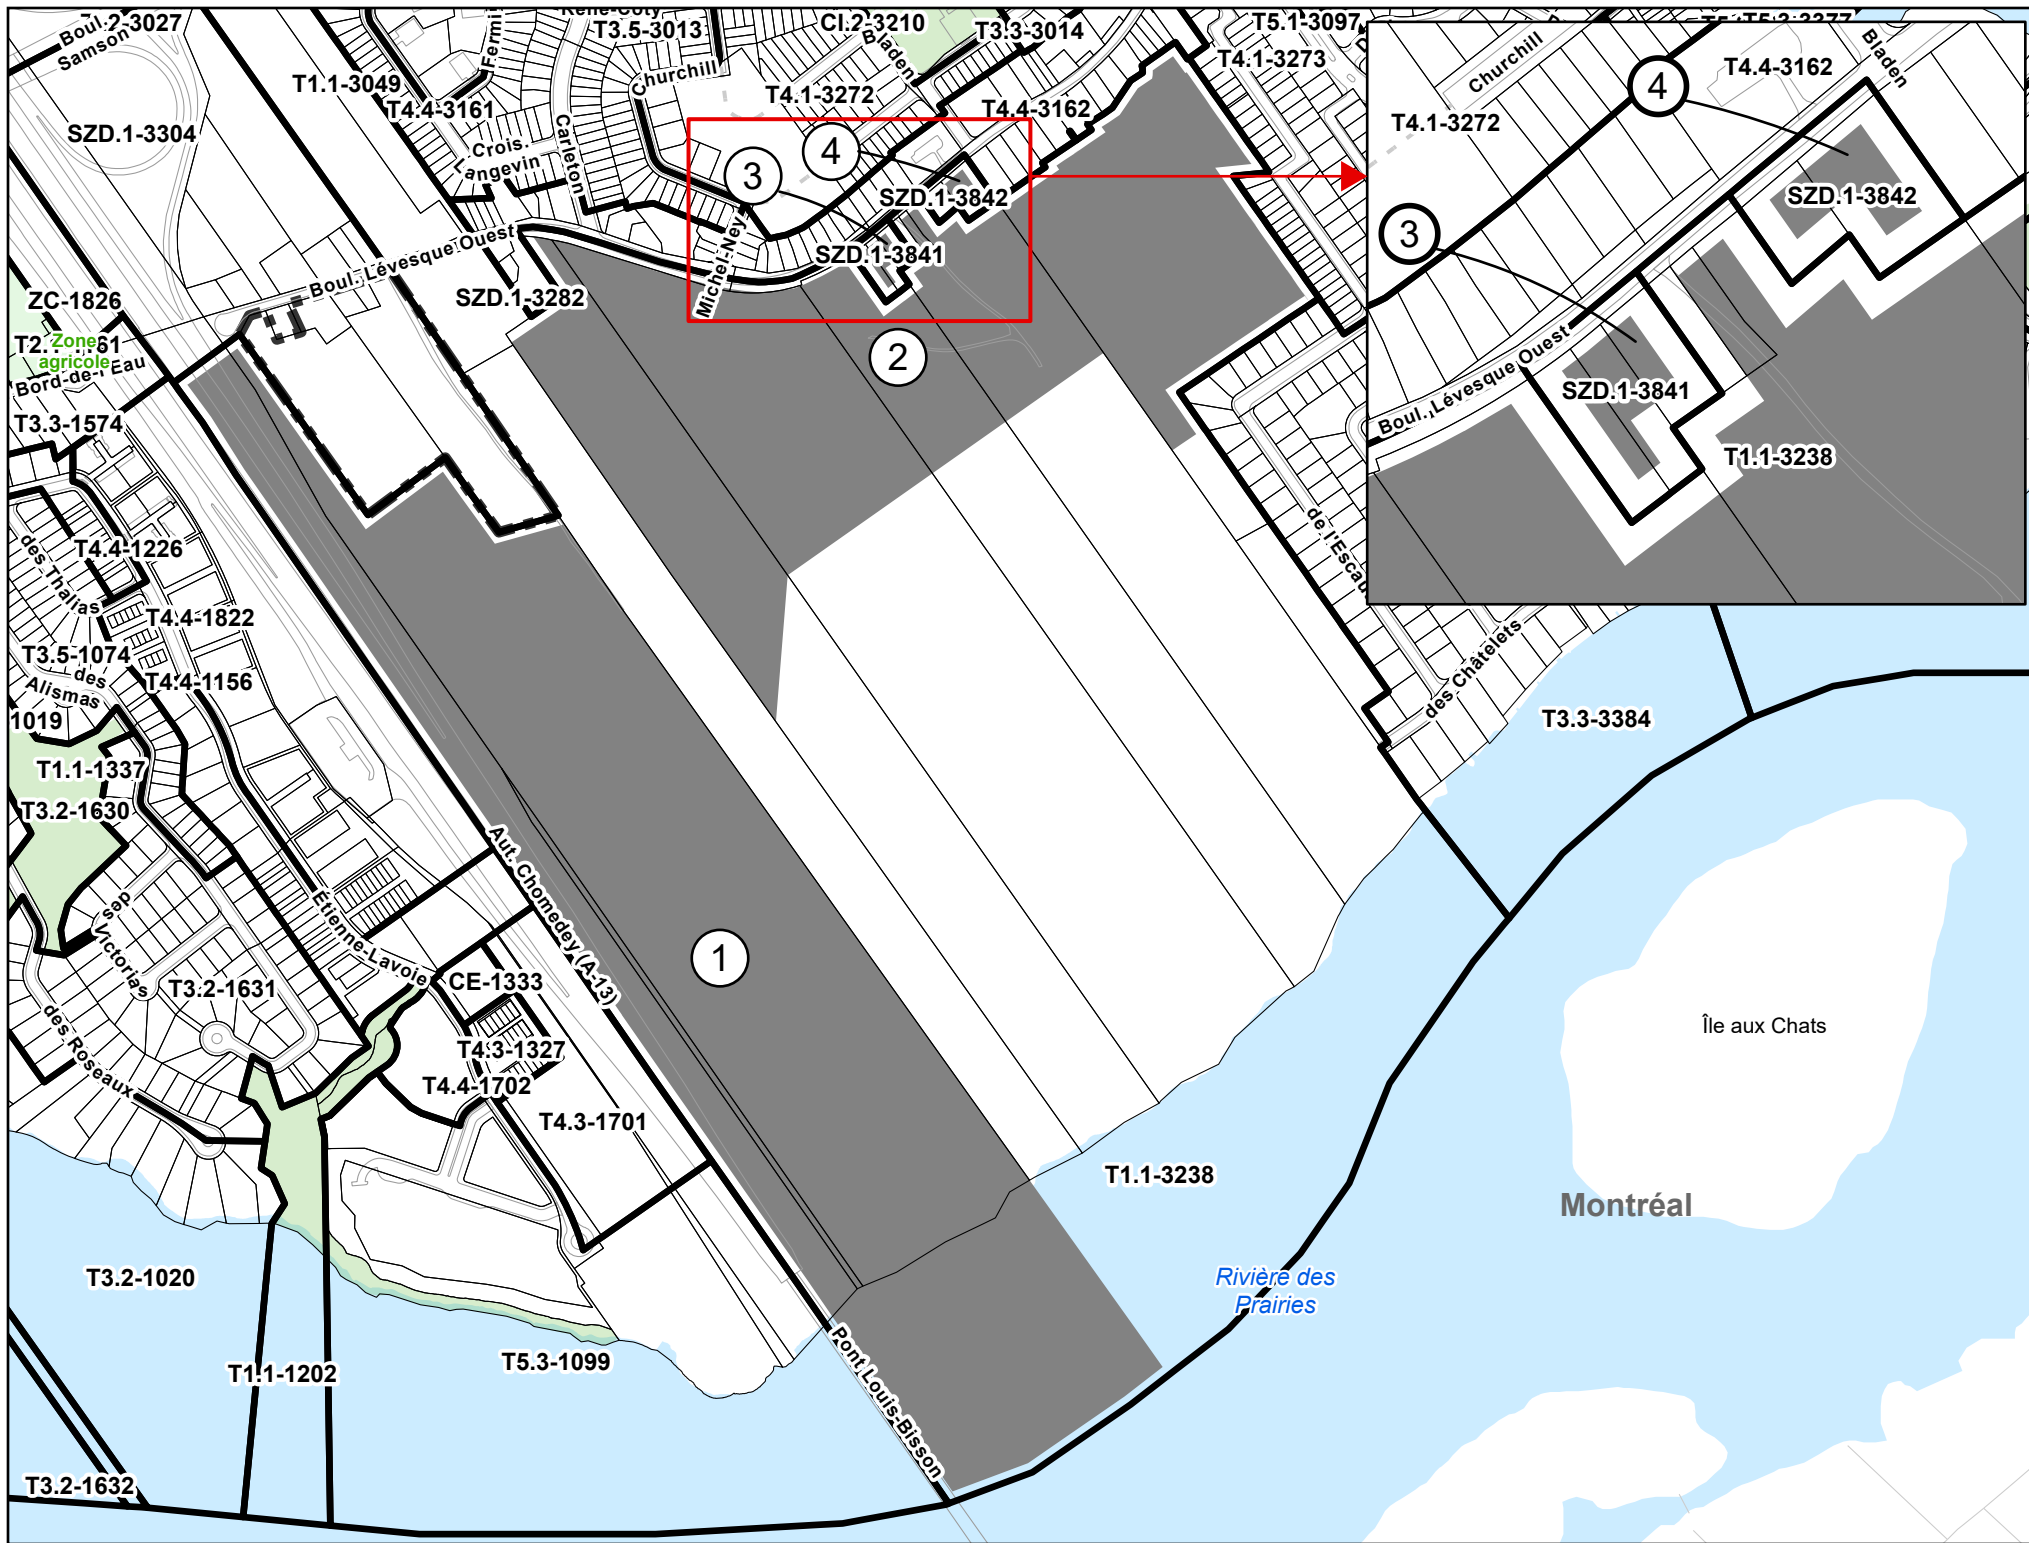 Boul.
Samson
2-3027
René-Coty
T3.5-3013
CI.2-3210
Bladen
T3.3-3014
T5.1-3097
T4.1-3273
T1.1-3049
T4.4-3161
Churchill
T4.1-3272
T4.4-3162
SZD.1-3304
Crois.
Langevin
Carleton
3
4
SZD.1-3842
SZD.1-3841
Michel-Ney
Boul. Lévesque Ouest
SZD.1-3282
ZC-1826
Zone
agricole
Bord-de-l'Eau
T3.3-1574
2
Churchill
T4.1-3272
T4.4-3162
Bladen
4
3
SZD.1-3842
SZD.1-3841
Boul. Lévesque Ouest
T1.1-3238
T4.4-1226
des Thalias
T4.4-1822
T3.5-1074
des
Alismas
T4.4-1156
1019
T1.1-1337
T3.2-1630
des Châtelets
T3.3-3384
Aut. Chomedey (A-13)
Étienne-Lavoie
des
Victorias
1
CE-1333
T3.2-1631
des Roseaux
T4.3-1327
T4.4-1702
T4.3-1701
Île aux Chats
T1.1-3238
Montréal
T3.2-1020
Rivière des
Prairies
T1.1-1202
T5.3-1099
Pont Louis-Bisson
T3.2-1632